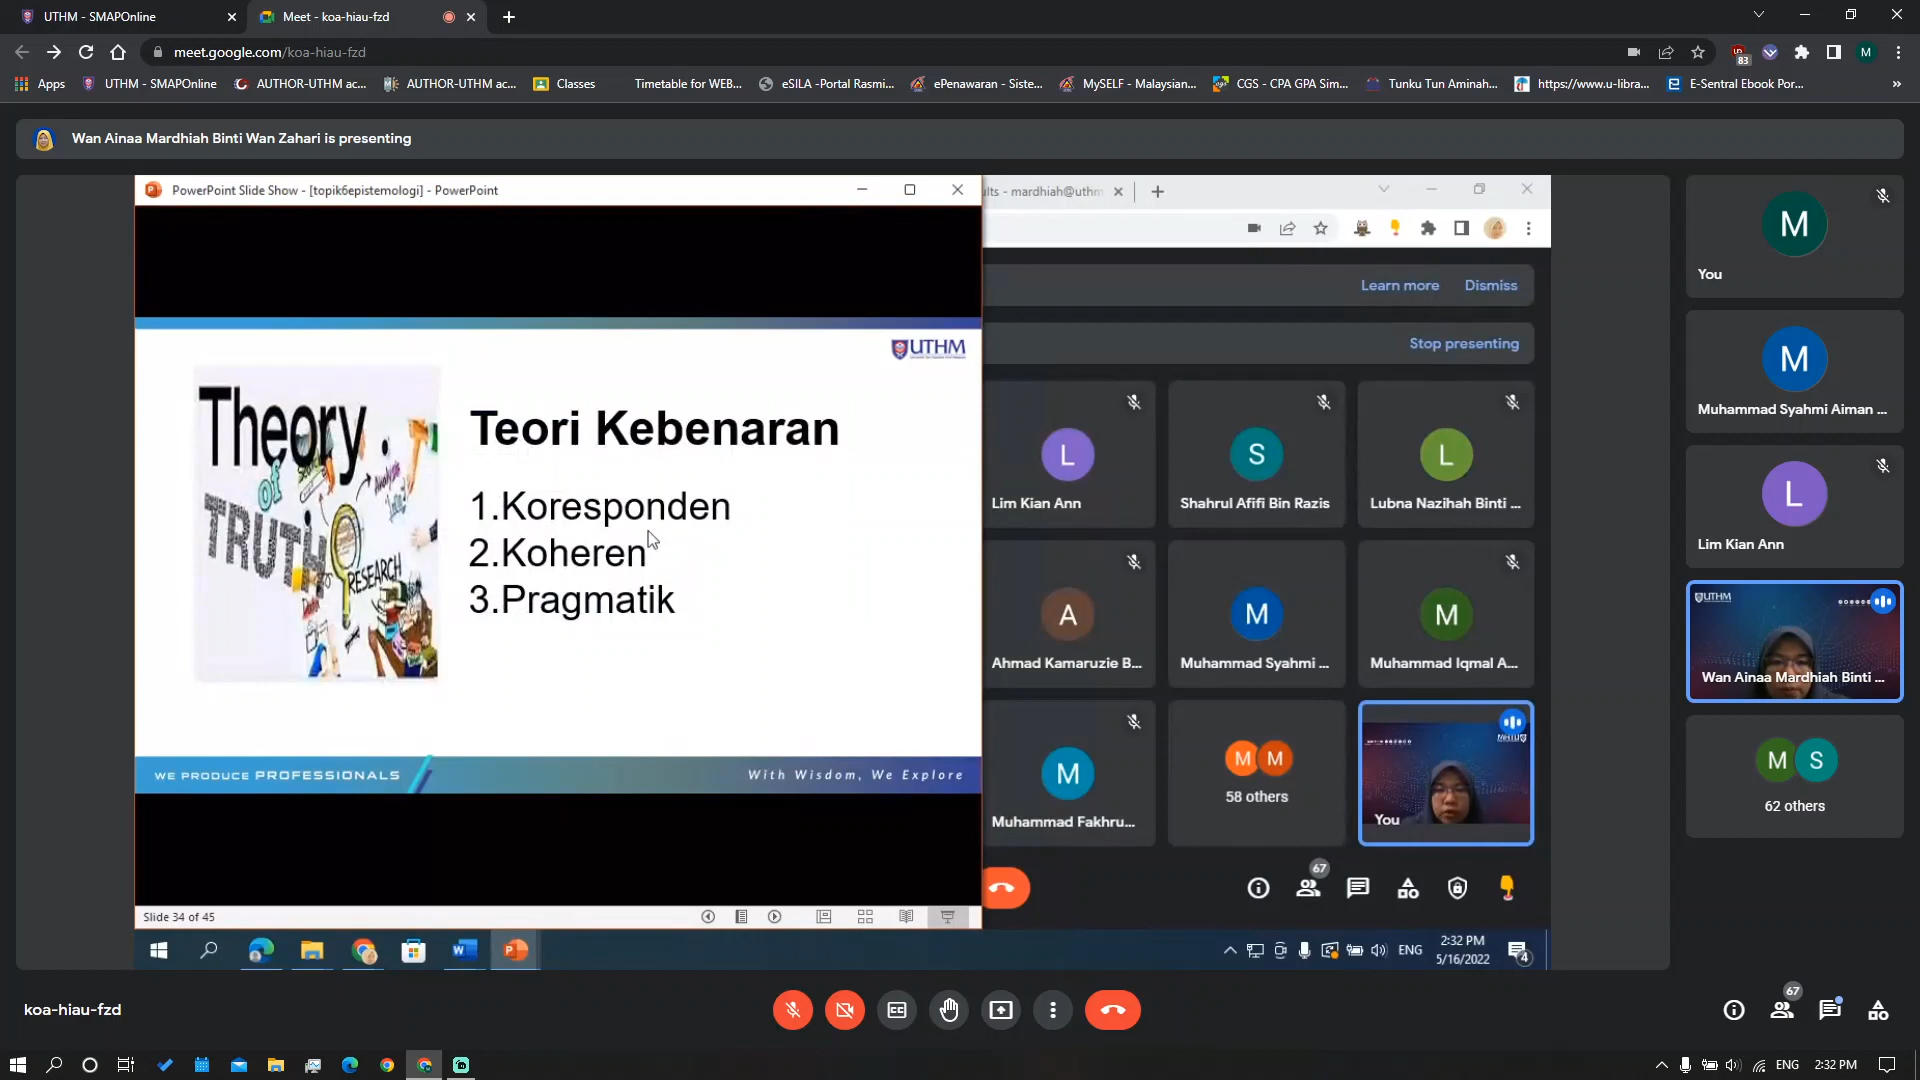 UTHM - SMAPOnline
Meet - koa-hiau-fzd
meet.google.com/koa-hiau-fzd
83
M
Apps
UTHM - SMAPOnline
AUTHOR-UTHM ac...
AUTHOR-UTHM ac...
Classes
Timetable for WEB...
eSILA -Portal Rasmi...
ePenawaran - Siste...
MySELF - Malaysian...
CGS - CPA GPA Sim...
Tunku Tun Aminah...
https://www.u-libra...
E-Sentral Ebook Por...
Wan Ainaa Mardhiah Binti Wan Zahari is presenting
PowerPoint Slide Show - [topik6epistemologi] - PowerPoint
ults - mardhiah@uthm
Learn more
Dismiss
Stop presenting
UTHM
Theory
of
TRUTH
RESEARCH
Teori Kebenaran
1.Koresponden
2.Koheren
3.Pragmatik
WE PRODUCE PROFESSIONALS
With Wisdom, We Explore
Slide 34 of 45
L
Lim Kian Ann
S
Shahrul Afifi Bin Razis
L
Lubna Nazihah Binti ...
A
Ahmad Kamaruzie B...
M
Muhammad Syahmi ...
M
Muhammad Iqmal A...
M
Muhammad Fakhru...
M M
58 others
You
67
ENG
2:32 PM
5/16/2022
4
M
You
M
Muhammad Syahmi Aiman ...
L
Lim Kian Ann
UTHM
Wan Ainaa Mardhiah Binti ...
M S
62 others
koa-hiau-fzd
67
ENG
2:32 PM